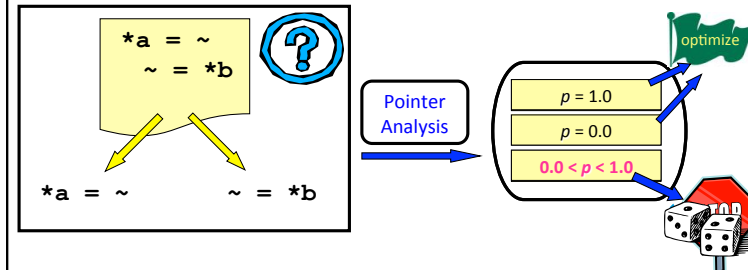 *a = ~
~ = *b
?
*a = ~
~ = *b
Pointer
Analysis
p = 1.0
p = 0.0
0.0 < p < 1.0
optimize